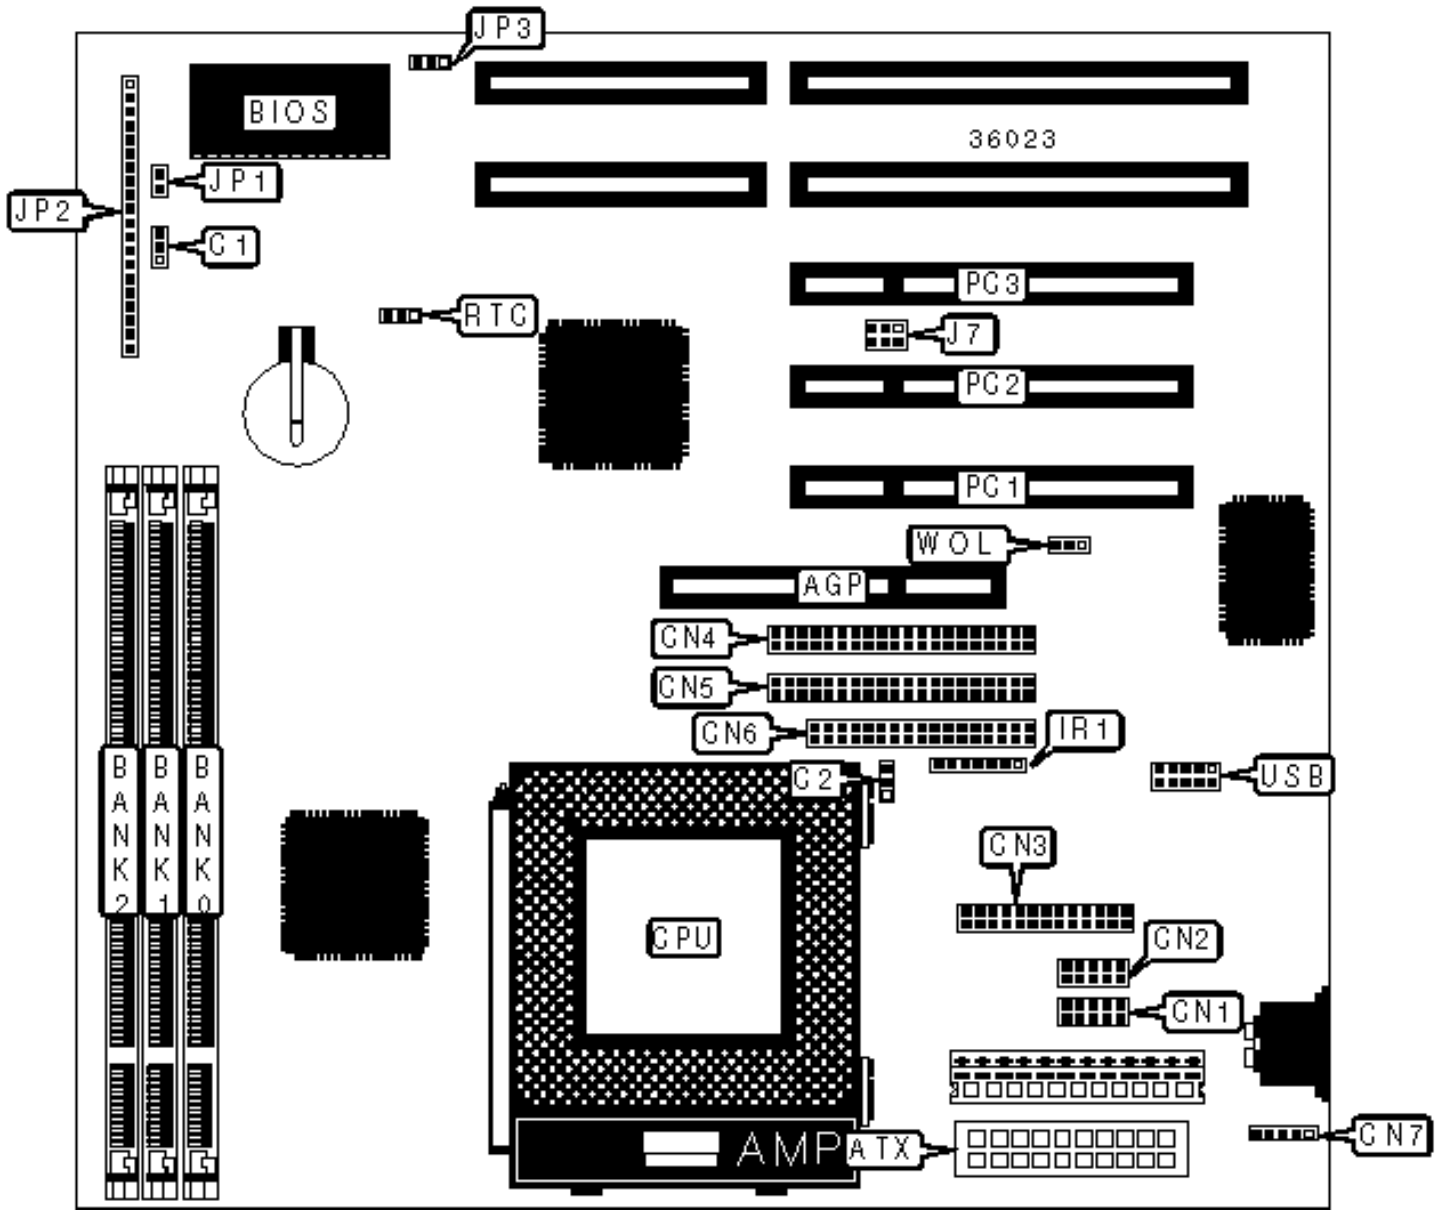 JP3
BIOS
36023
JP1
JP2
C1
PC3
RTC
J7
PC2
PC1
WOL
AGP
CN4
CN5
CN6
IR1
C2
USB
BANK2
BANK1
BANK0
CN3
CPU
CN2
CN1
AMP
ATX
CN7